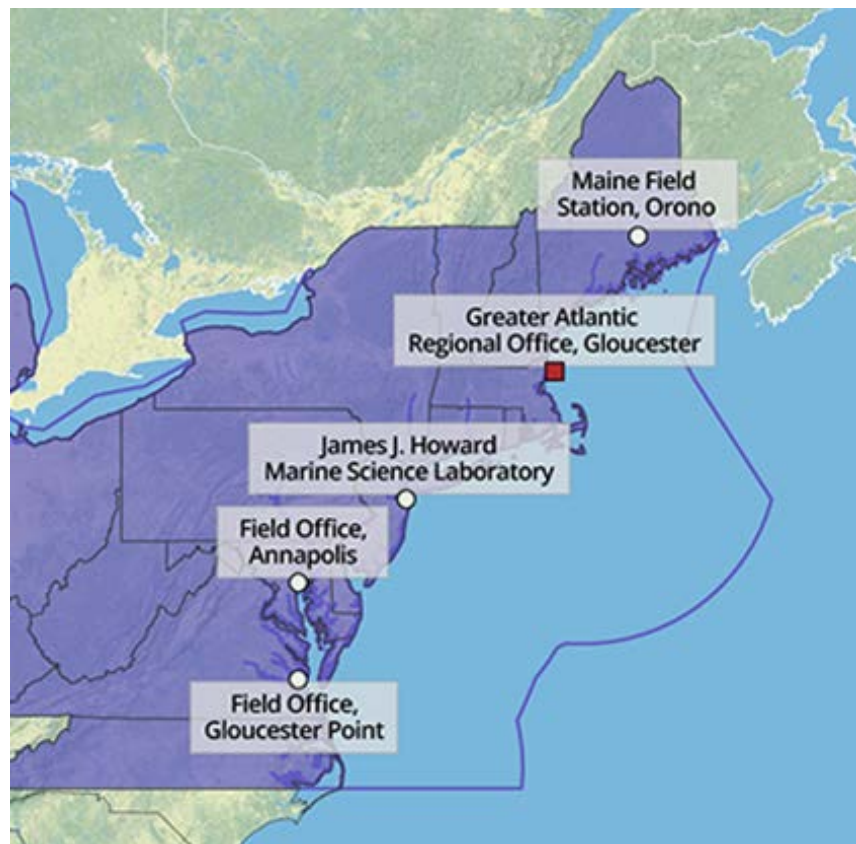 Maine Field
Station, Orono
Greater Atlantic
Regional Office, Gloucester
James J. Howard
Marine Science Laboratory
Field Office,
Annapolis
Field Office,
Gloucester Point